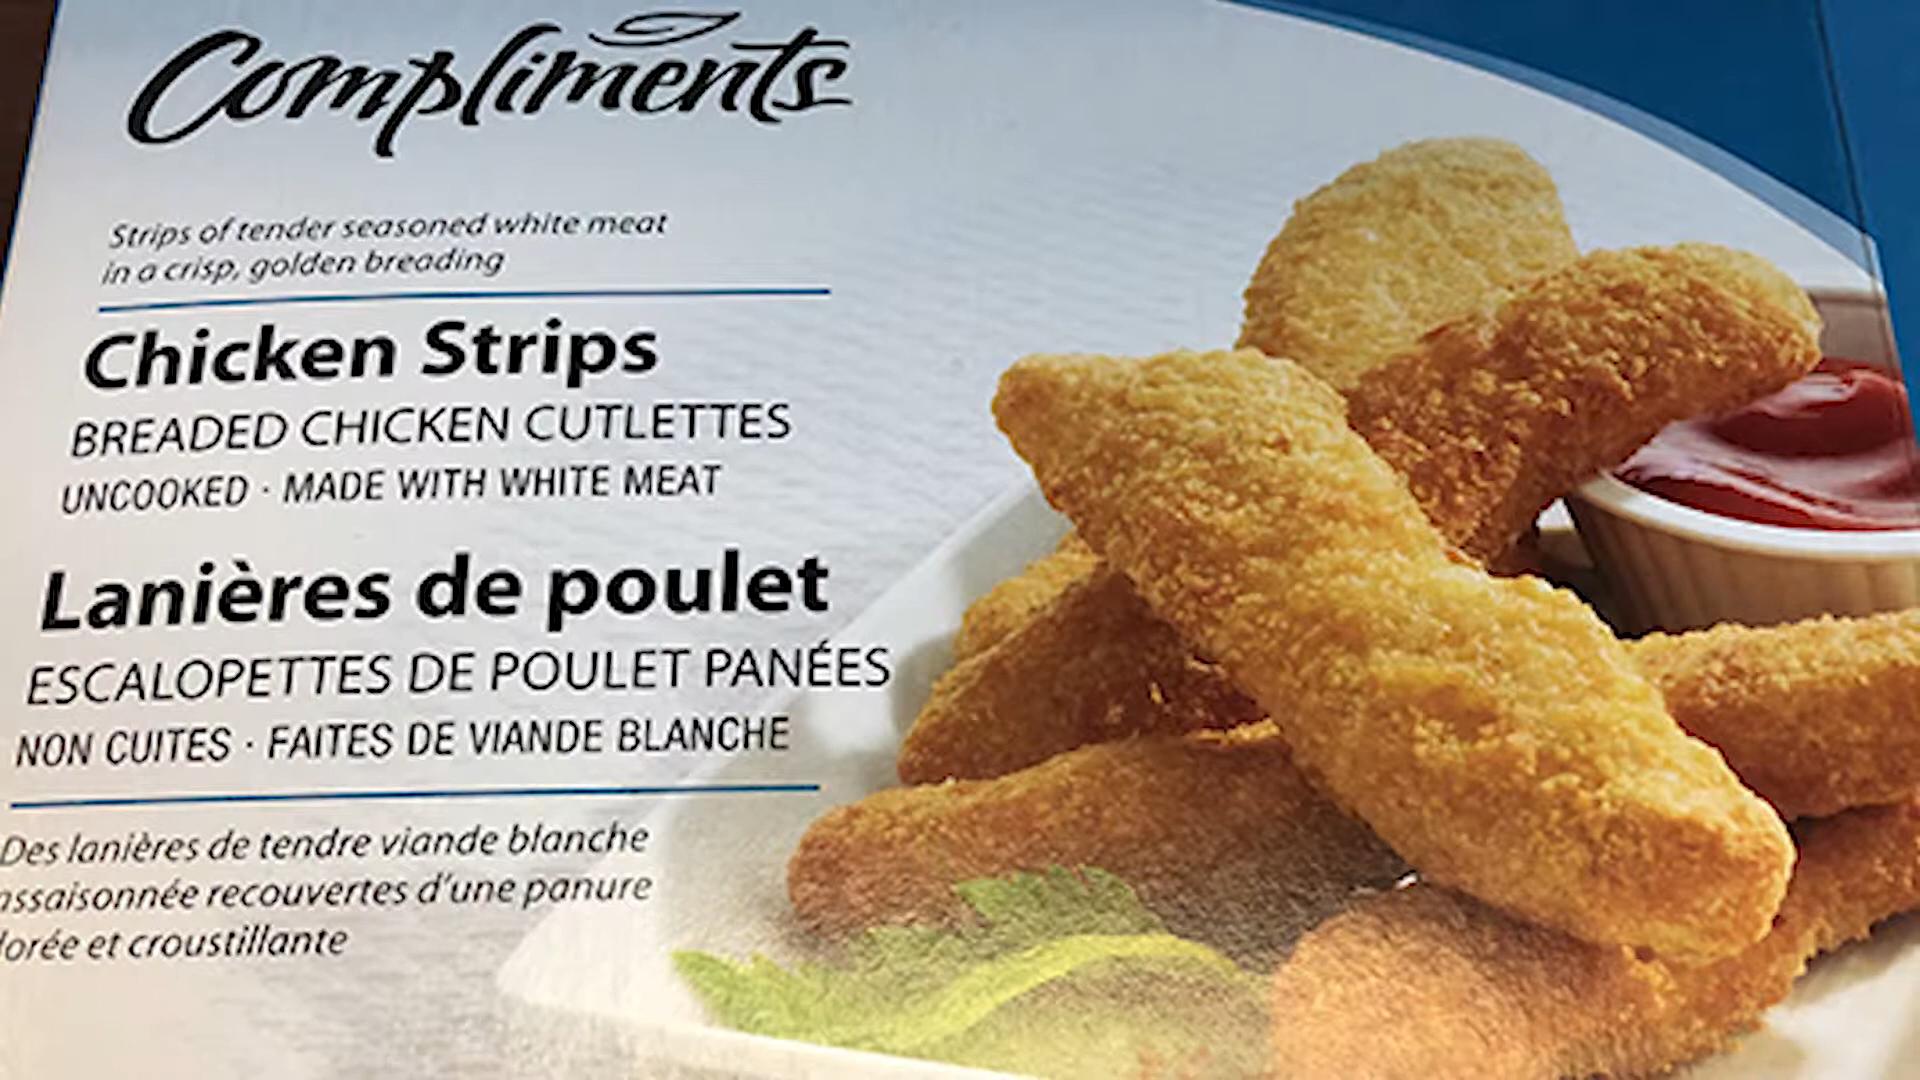 Compliments
Strips of tender seasoned white meat
in a crisp, golden breading
Chicken Strips
BREADED CHICKEN CUTLETTES
UNCOOKED · MADE WITH WHITE MEAT
Lanières de poulet
ESCALOPETTES DE POULET PANÉES
NON CUITES · FAITES DE VIANDE BLANCHE
Des lanières de tendre viande blanche
assaisonnée recouvertes d'une panure
dorée et croustillante